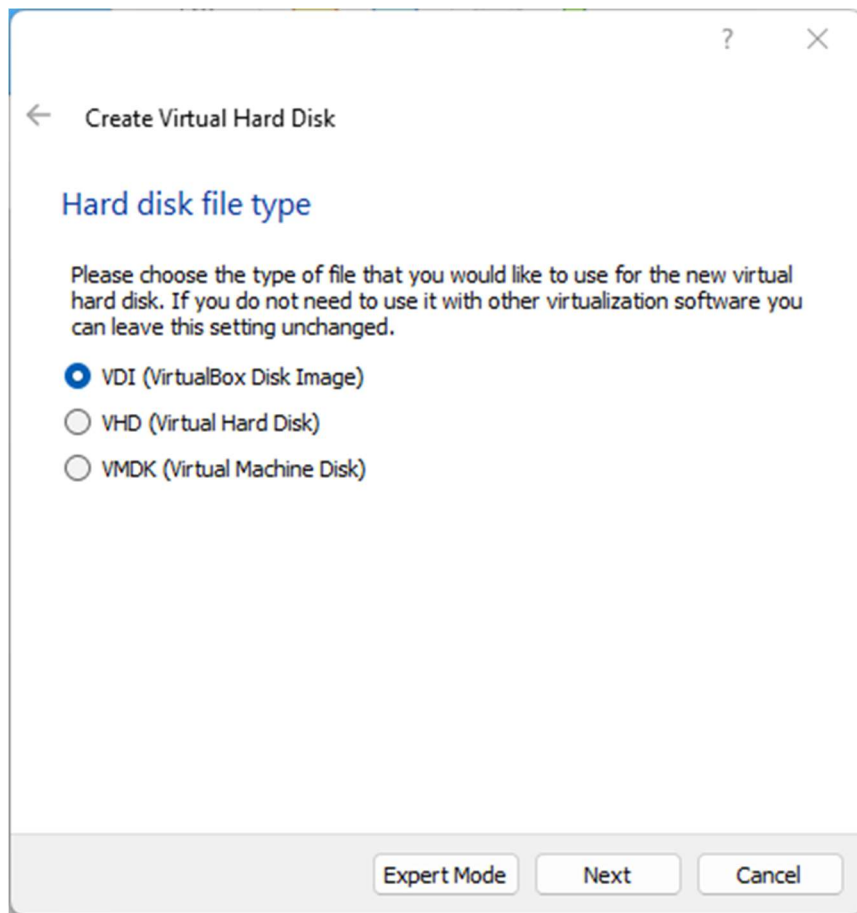 ?
Create Virtual Hard Disk
Hard disk file type
Please choose the type of file that you would like to use for the new virtual
hard disk. If you do not need to use it with other virtualization software you
can leave this setting unchanged.
VDI (VirtualBox Disk Image)
VHD (Virtual Hard Disk)
VMDK (Virtual Machine Disk)
Expert Mode Next Cancel